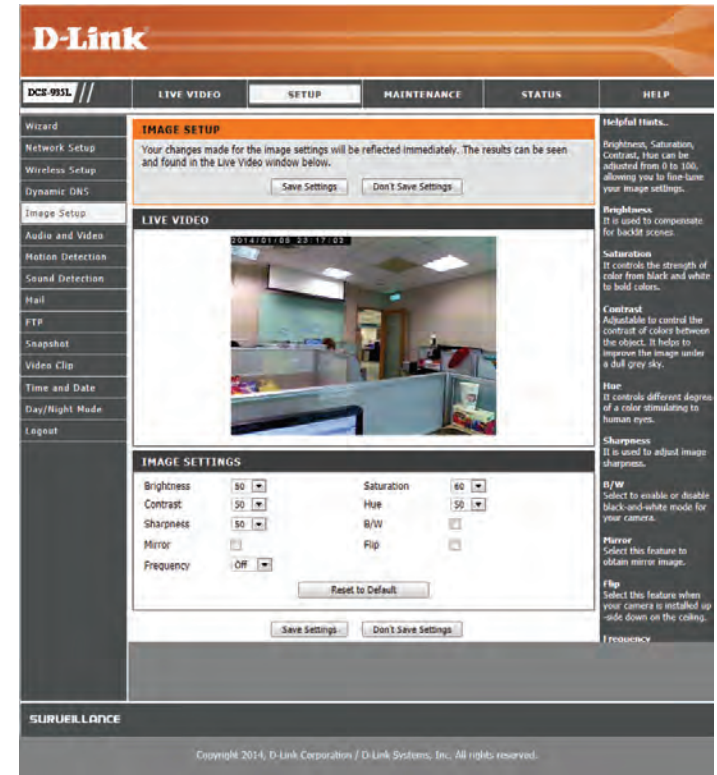 D-Link
DCS-935L
LIVE VIDEO
SETUP
MAINTENANCE
STATUS
HELP
Wizard
Network Setup
Wireless Setup
Dynamic DNS
Image Setup
Audio and Video
Motion Detection
Sound Detection
Mail
FTP
Snapshot
Video Clip
Time and Date
Day/Night Mode
Logout
IMAGE SETUP
Your changes made for the image settings will be reflected immediately. The results can be seen
and found in the Live Video window below.
Save Settings
Don't Save Settings
LIVE VIDEO
2014/01/08 23:17:03
IMAGE SETTINGS
Brightness 50
Saturation 60
Contrast 50
Hue 50
Sharpness 50
B/W
Mirror
Flip
Frequency Off
Reset to Default
Save Settings
Don't Save Settings
Helpful Hints..
Brightness, Saturation,
Contrast, Hue can be
adjusted from 0 to 100,
allowing you to fine-tune
your image settings.
Brightness
It is used to compensate
for backlit scenes.
Saturation
It controls the strength of
color from black and white
to bold colors.
Contrast
Adjustable to control the
contrast of colors between
the object. It helps to
improve the image under
a dull grey sky.
Hue
It controls different degree
of a color stimulating to
human eyes.
Sharpness
It is used to adjust image
sharpness.
B/W
Select to enable or disable
black-and-white mode for
your camera.
Mirror
Select this feature to
obtain mirror image.
Flip
Select this feature when
your camera is installed up
-side down on the ceiling.
Frequency
SURVEILLANCE
Copyright 2014, D-Link Corporation / D-Link Systems, Inc. All rights reserved.